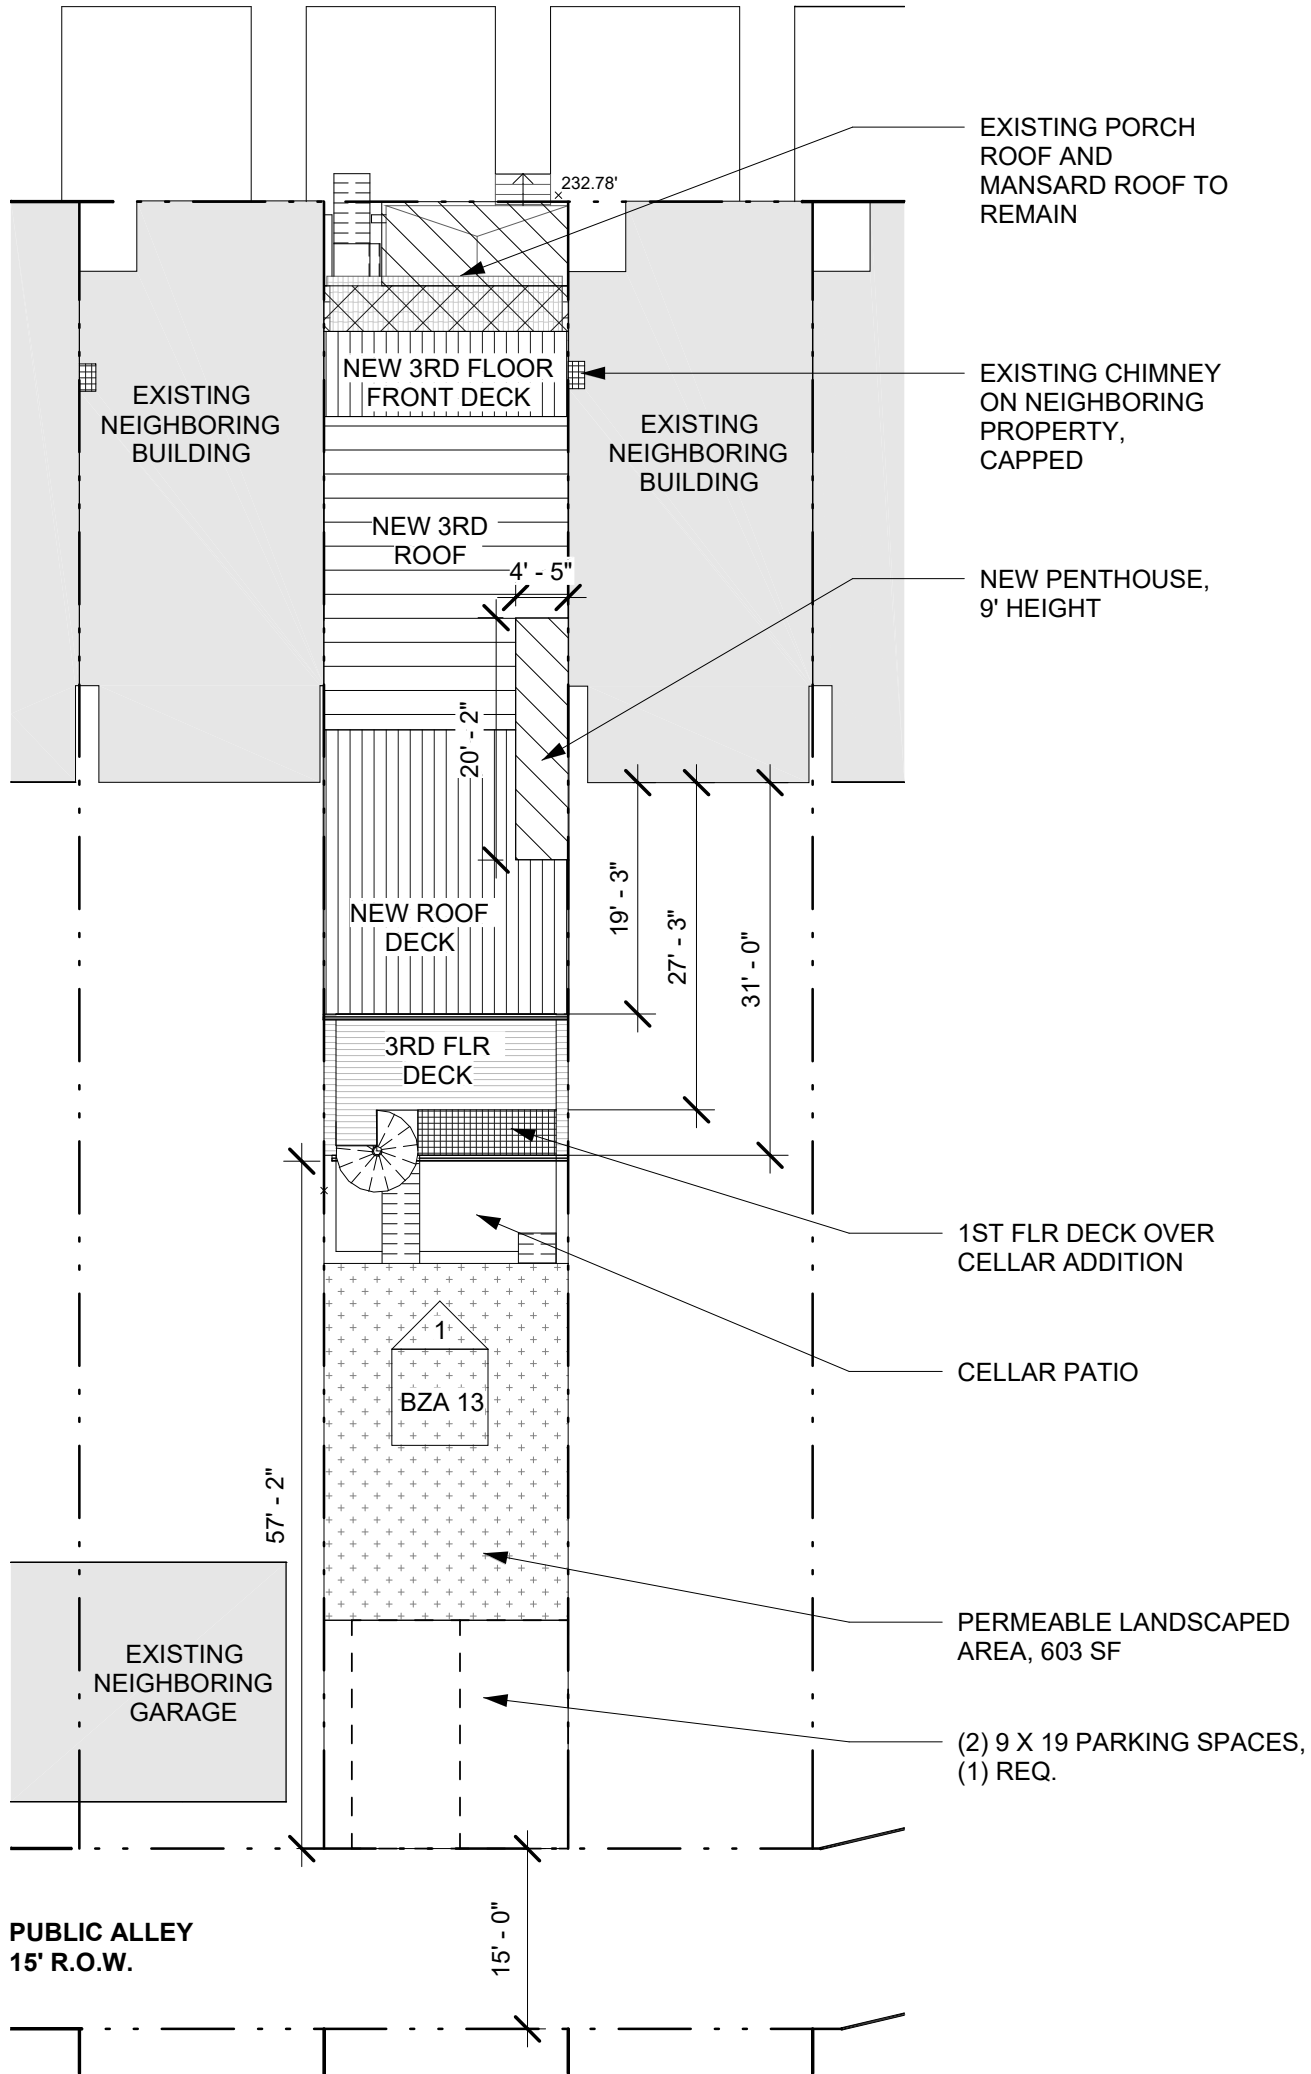 EXISTING PORCH
ROOF AND
MANSARD ROOF TO
REMAIN
232.78'
NEW 3RD FLOOR
FRONT DECK
EXISTING CHIMNEY
ON NEIGHBORING
PROPERTY,
CAPPED
EXISTING
NEIGHBORING
BUILDING
EXISTING
NEIGHBORING
BUILDING
NEW 3RD
ROOF
4' - 5"
NEW PENTHOUSE,
9' HEIGHT
20' - 2"
19' - 3"
27' - 3"
31' - 0"
NEW ROOF
DECK
3RD FLR
DECK
1ST FLR DECK OVER
CELLAR ADDITION
CELLAR PATIO
1
BZA 13
57' - 2"
PERMEABLE LANDSCAPED
AREA, 603 SF
EXISTING
NEIGHBORING
GARAGE
(2) 9 X 19 PARKING SPACES,
(1) REQ.
PUBLIC ALLEY
15' R.O.W.
15' - 0"